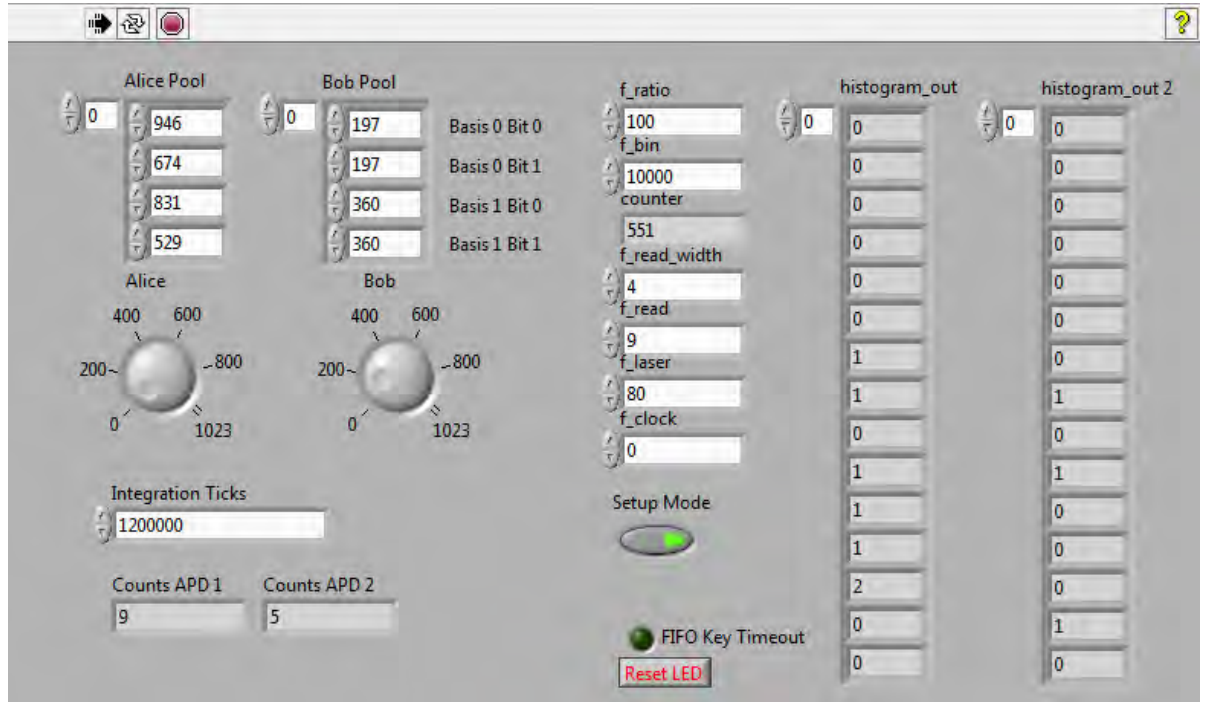 ?
Alice Pool
0
946
674
831
529
Bob Pool
0
197
197
360
360
Basis 0 Bit 0
Basis 0 Bit 1
Basis 1 Bit 0
Basis 1 Bit 1
Alice
0
200
400
600
800
1023
Bob
0
200
400
600
800
1023
Integration Ticks
1200000
Counts APD 1
9
Counts APD 2
5
f_ratio
100
f_bin
10000
counter
551
f_read_width
4
f_read
9
f_laser
80
f_clock
0
Setup Mode
FIFO Key Timeout
Reset LED
histogram_out
0
0
0
0
0
0
0
1
1
0
1
1
1
2
0
0
histogram_out 2
0
0
0
0
0
0
0
0
1
0
1
0
0
0
1
0